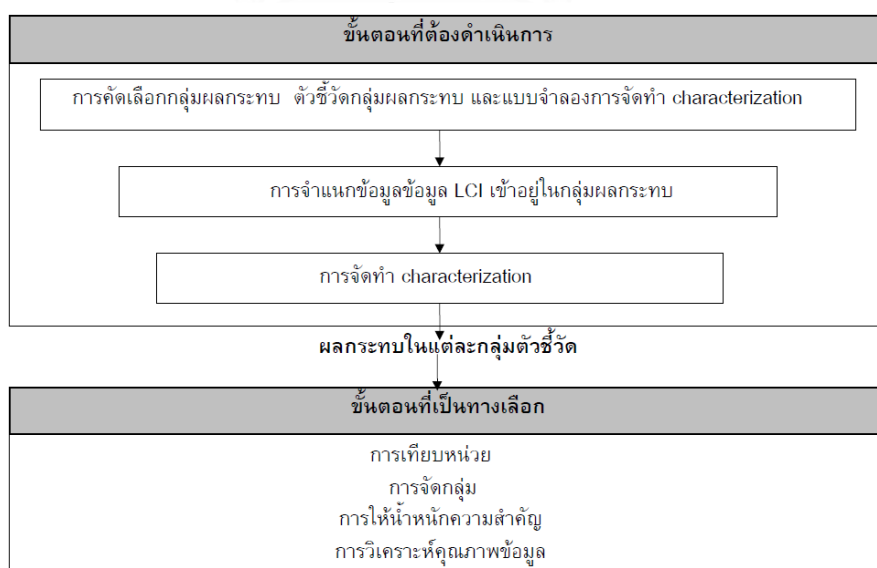 ขั้นตอนที่ต้องดำเนินการ
การคัดเลือกกลุ่มผลกระทบ ตัวชี้วัดกลุ่มผลกระทบ และแบบจำลองการจัดทำ characterization
การจำแนกข้อมูลข้อมูล LCI เข้าอยู่ในกลุ่มผลกระทบ
การจัดทำ characterization
ผลกระทบในแต่ละกลุ่มตัวชี้วัด
ขั้นตอนที่เป็นทางเลือก
การเทียบหน่วย
การจัดกลุ่ม
การให้น้ำหนักความสำคัญ
การวิเคราะห์คุณภาพข้อมูล